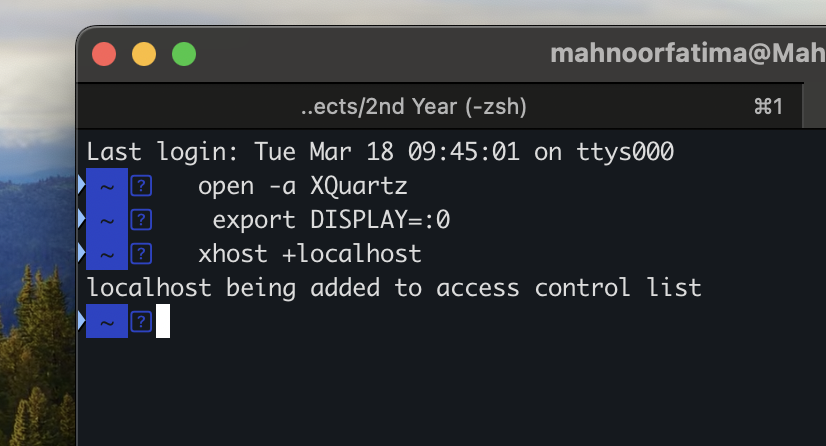 mahnoorfatima@Mah
..ects/2nd Year (-zsh)
⌘1
Last login: Tue Mar 18 09:45:01 on ttys000
~ ? open -a XQuartz
~ ? export DISPLAY=:0
~ ? xhost +localhost
localhost being added to access control list
~ ?